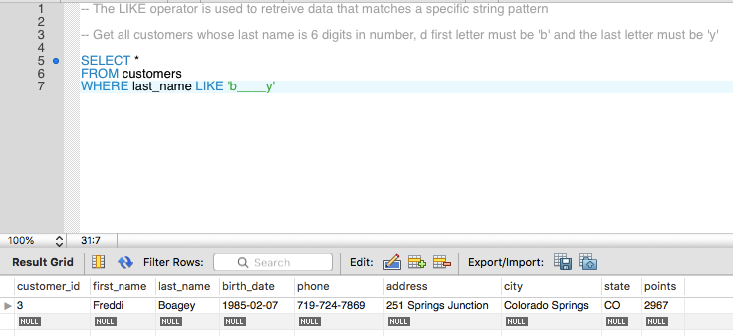 1 -- The LIKE operator is used to retreive data that matches a specific string pattern
2
3 -- Get all customers whose last name is 6 digits in number, d first letter must be 'b' and the last letter must be 'y'
4
5 SELECT *
6 FROM customers
7 WHERE last_name LIKE 'b____y'
100% 31:7
Result Grid Filter Rows: Search Edit: Export/Import:
customer_id first_name last_name birth_date phone address city state points
3 Freddi Boagey 1985-02-07 719-724-7869 251 Springs Junction Colorado Springs CO 2967
NULL NULL NULL NULL NULL NULL NULL NULL NULL